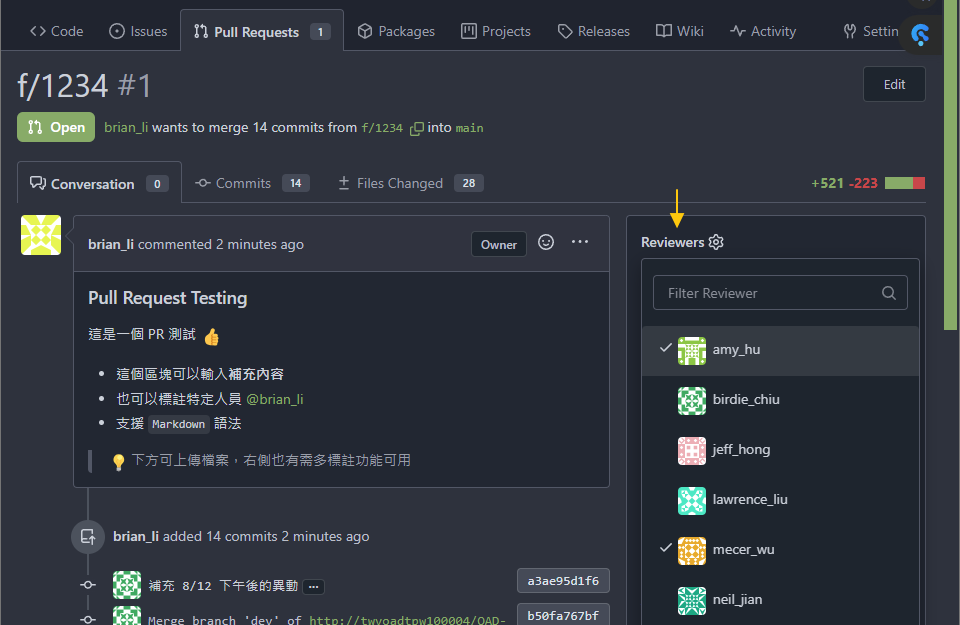 Code Issues Pull Requests 1 Packages Projects Releases Wiki Activity Settin
f/1234 #1
Edit
Open brian_li wants to merge 14 commits from f/1234 into main
Conversation 0 Commits 14 Files Changed 28 +521 -223
brian_li commented 2 minutes ago Owner
Pull Request Testing
這是一個 PR 測試 👍
這個區塊可以輸入補充內容
也可以標註特定人員 @brian_li
支援 Markdown 語法
💡 下方可上傳檔案，右側也有需多標註功能可用
brian_li added 14 commits 2 minutes ago
補充 8/12 下午後的異動 ... a3ae95d1f6
Merge branch 'dev' of http://twvoadtpw100004/OAD- b50fa767bf
Reviewers
Filter Reviewer
amy_hu
birdie_chiu
jeff_hong
lawrence_liu
mecer_wu
neil_jian